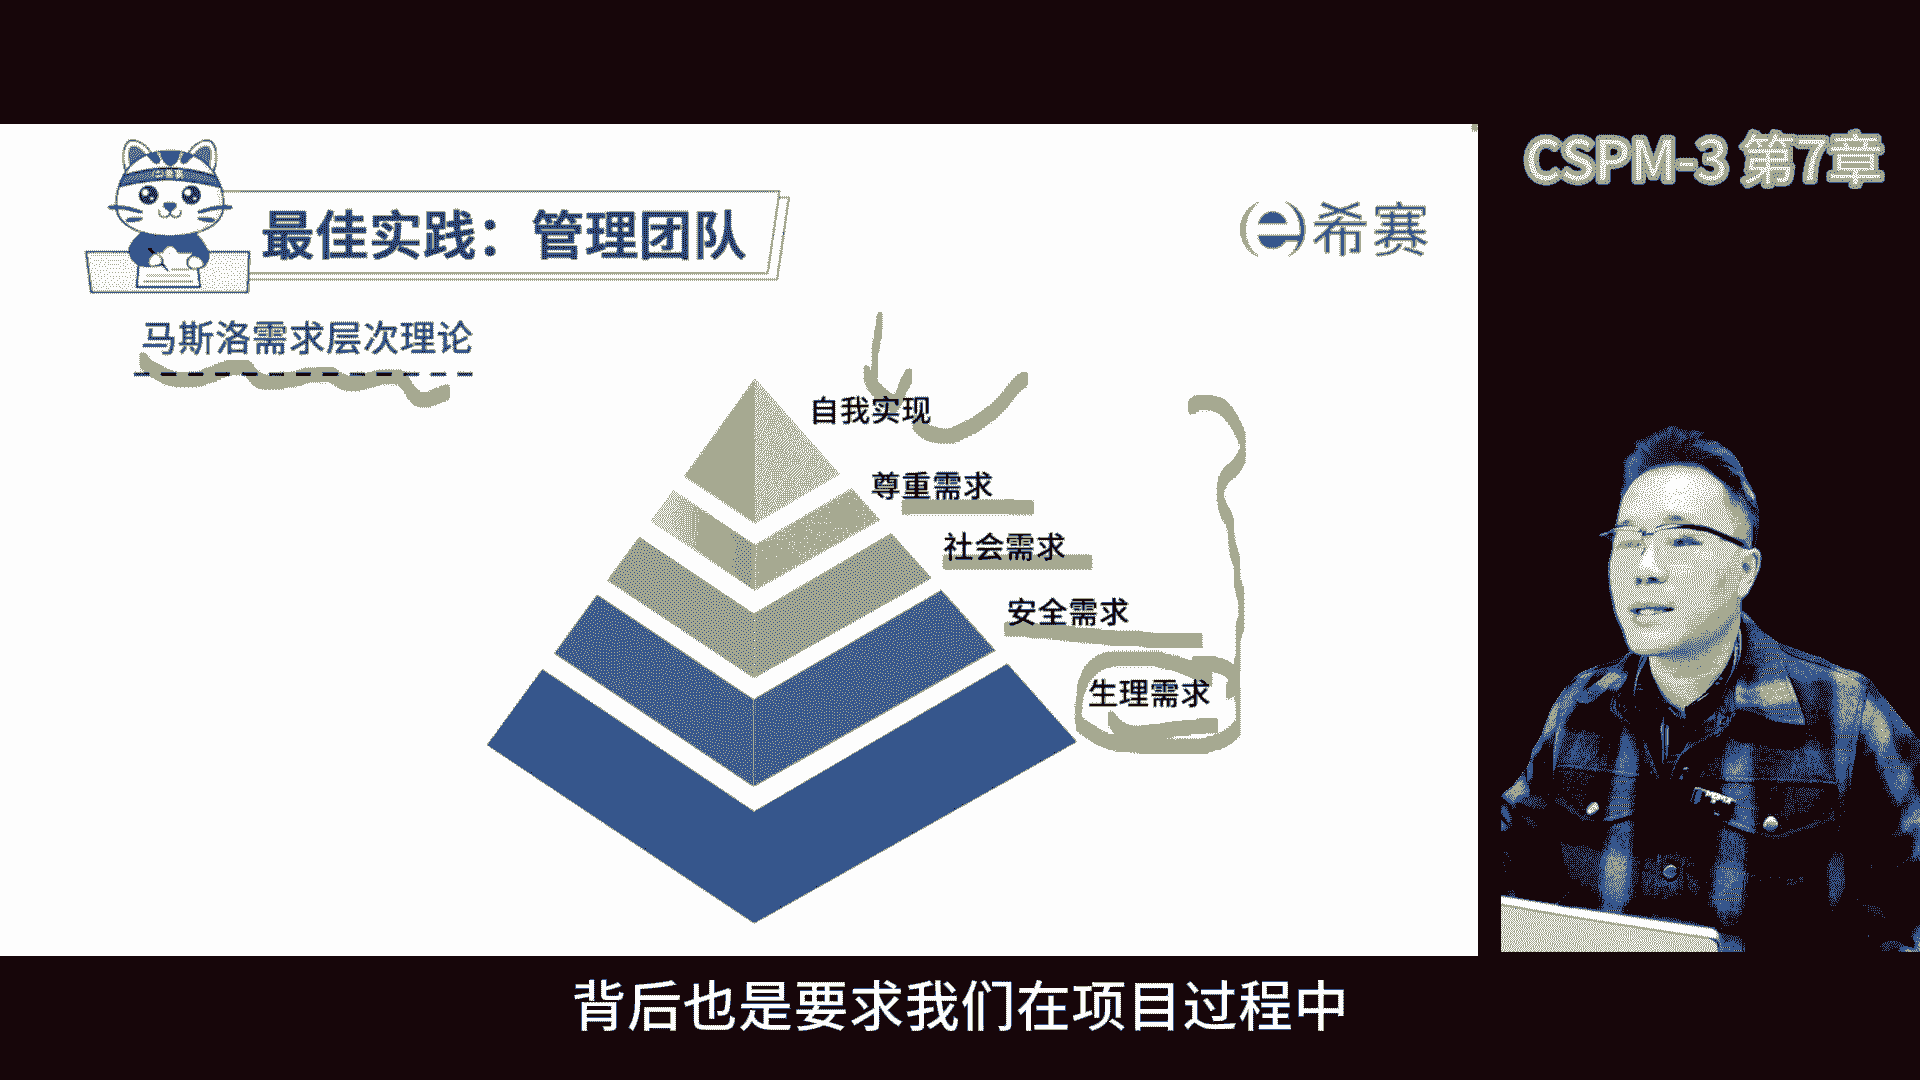 CSPM-3 第7章
最佳实践：管理团队
希赛
马斯洛需求层次理论
自我实现
尊重需求
社会需求
安全需求
生理需求
背后也是要求我们在项目过程中